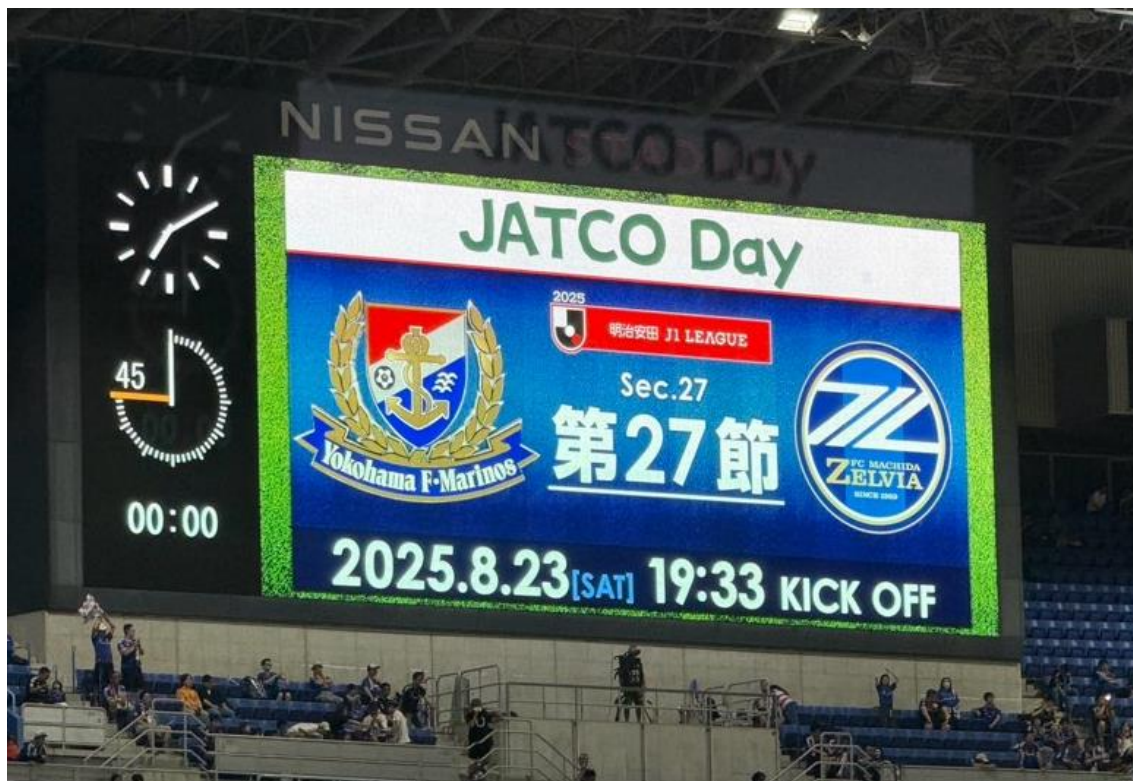 NISSAN
JATCO Day
2025
明治安田 J1 LEAGUE
Sec.27
第27節
Yokohama F·Marinos
FC MACHIDA
ZELVIA
SINCE 1989
45
00:00
2025.8.23[SAT] 19:33 KICK OFF